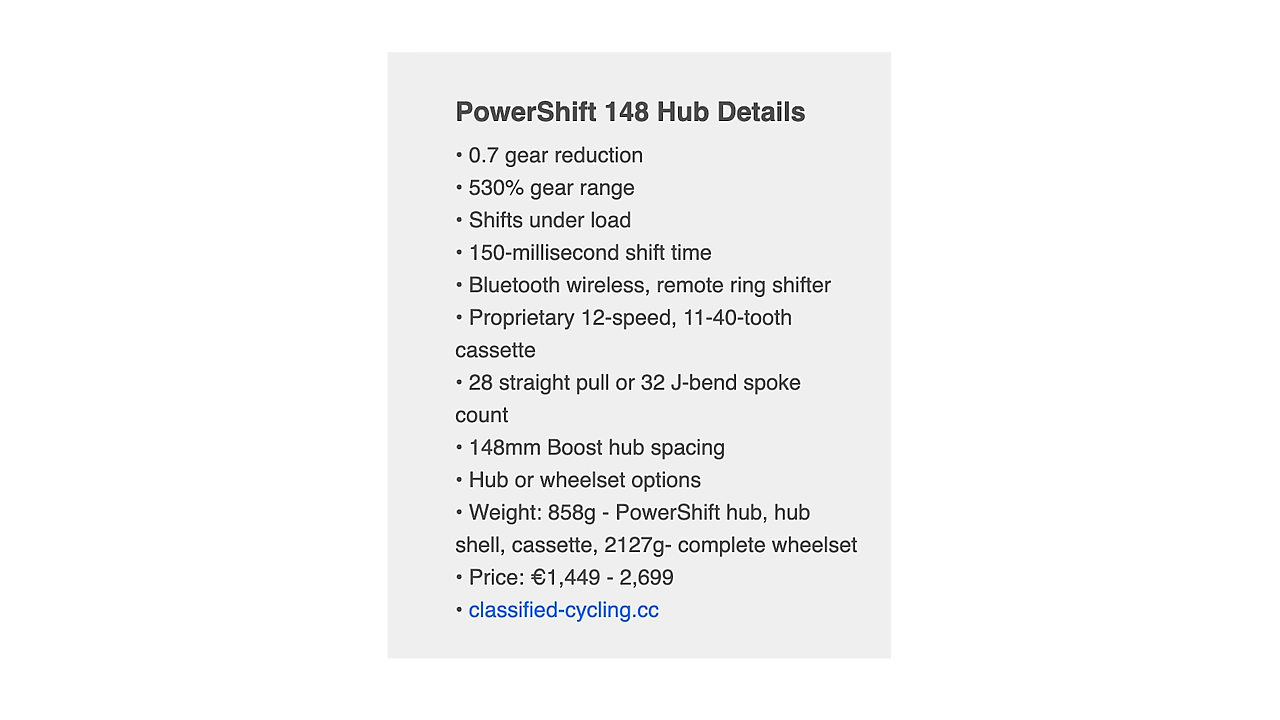 PowerShift 148 Hub Details
• 0.7 gear reduction
• 530% gear range
• Shifts under load
• 150-millisecond shift time
• Bluetooth wireless, remote ring shifter
• Proprietary 12-speed, 11-40-tooth
cassette
• 28 straight pull or 32 J-bend spoke
count
• 148mm Boost hub spacing
• Hub or wheelset options
• Weight: 858g - PowerShift hub, hub
shell, cassette, 2127g- complete wheelset
• Price: €1,449 - 2,699
• classified-cycling.cc